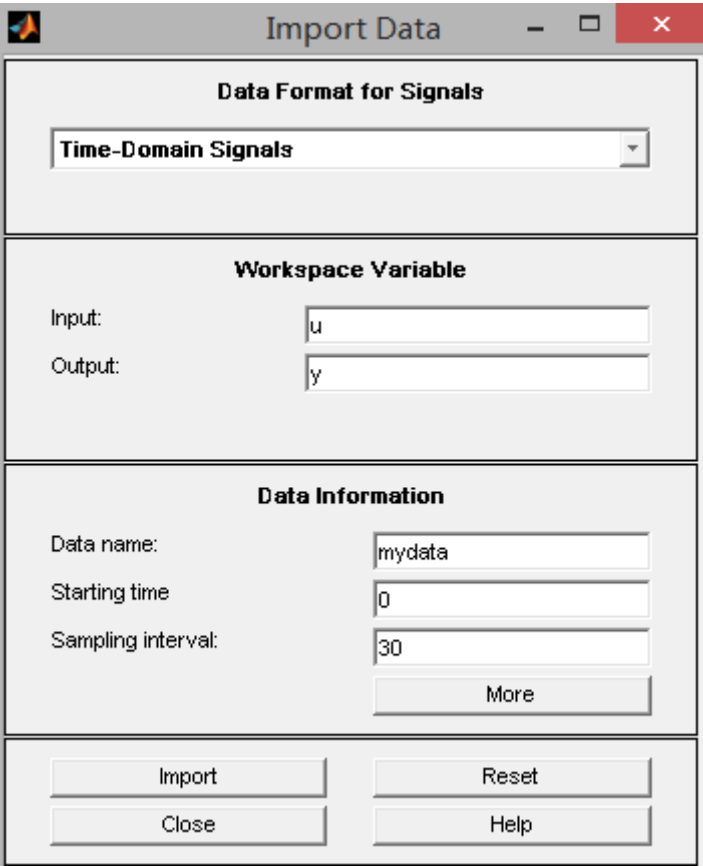 Import Data
Data Format for Signals
Time-Domain Signals
Workspace Variable
Input: u
Output: y
Data Information
Data name: mydata
Starting time 0
Sampling interval: 30
More
Import Reset
Close Help